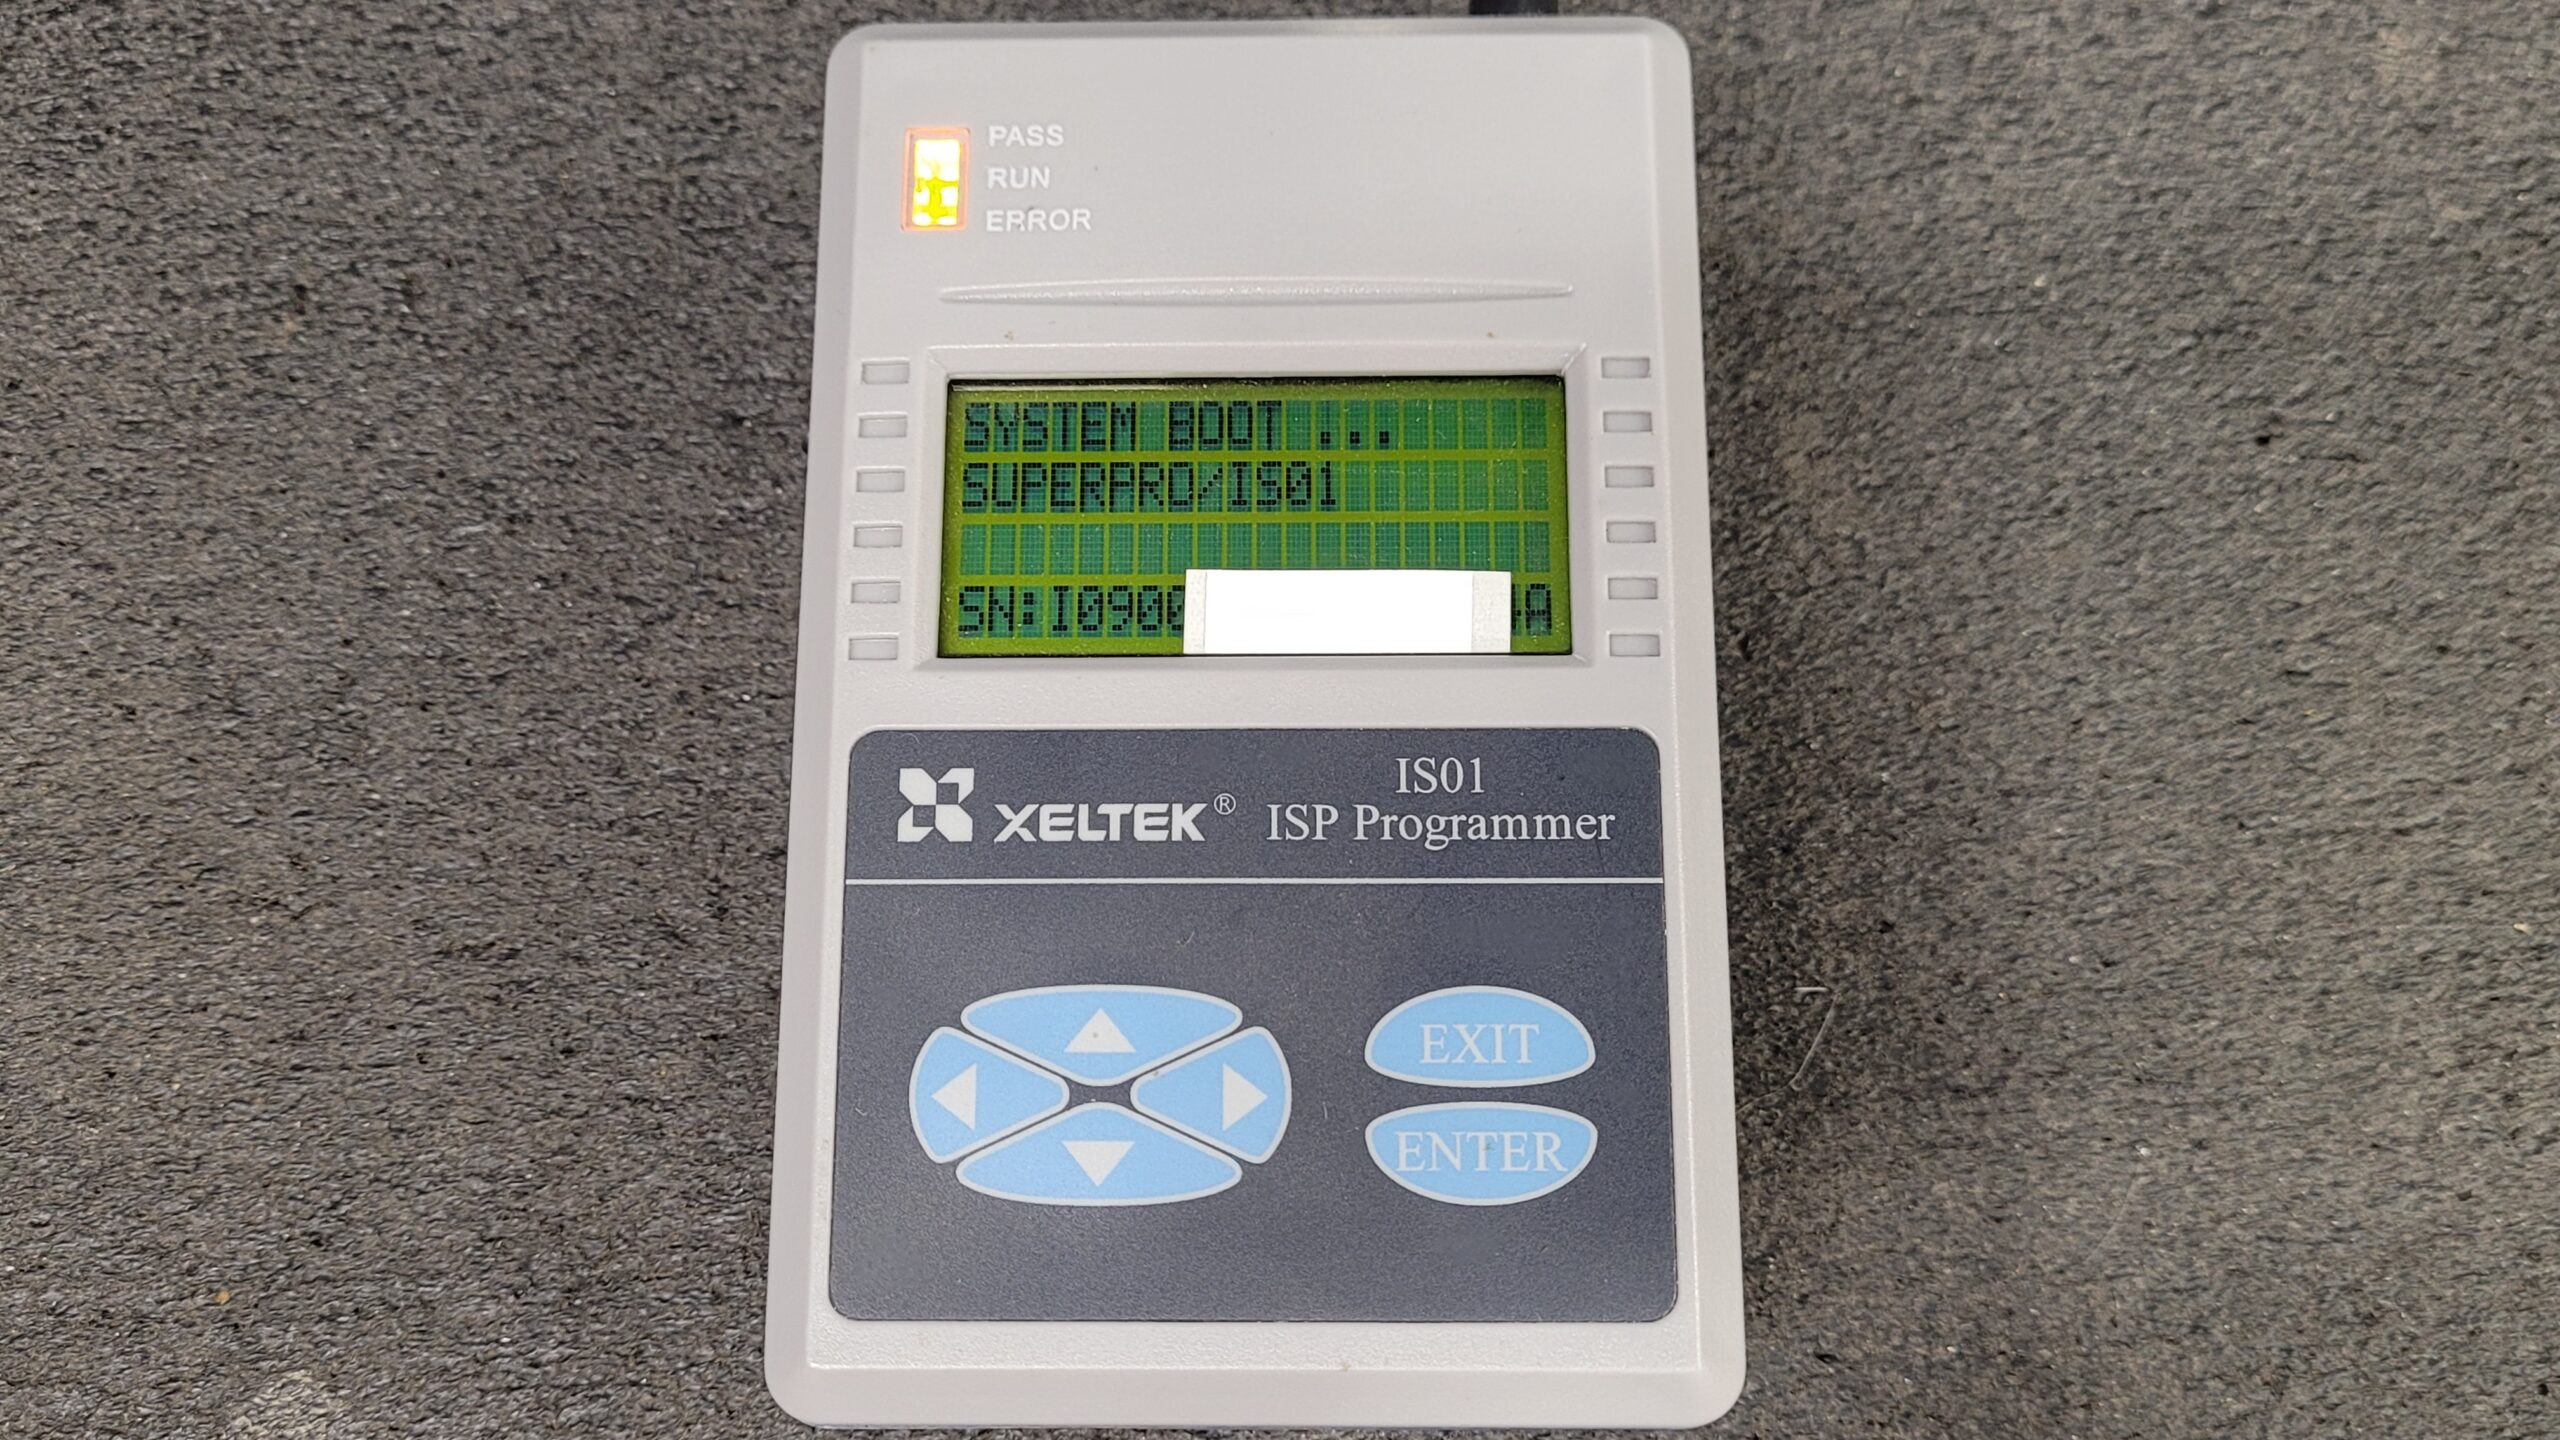 PASS
RUN
ERROR
SYSTEM BOOT ...
SUPERPRO/IS01
SN:I0900
A
XELTEK®
IS01
ISP Programmer
EXIT
ENTER